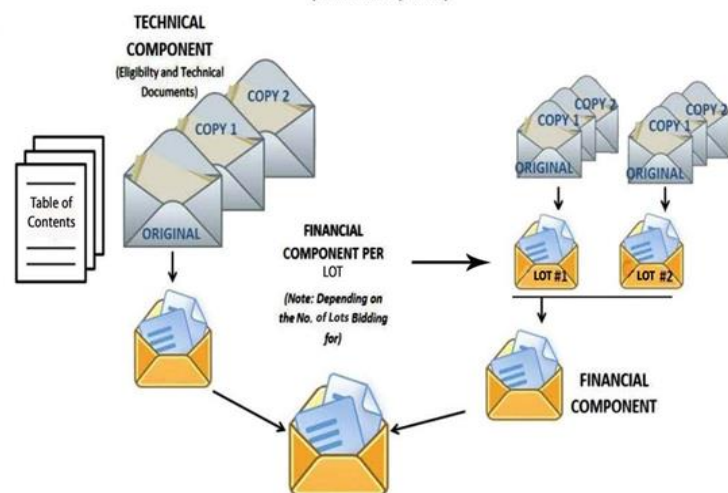 TECHNICAL
COMPONENT
(Eligibilty and Technical
Documents)
COPY 2
COPY 1
ORIGINAL
Table of
Contents
FINANCIAL
COMPONENT PER
LOT
(Note: Depending on
the No. of Lots Bidding
for)
COPY 2
COPY 1
ORIGINAL
COPY 2
COPY 1
ORIGINAL
LOT #1
LOT #2
FINANCIAL
COMPONENT